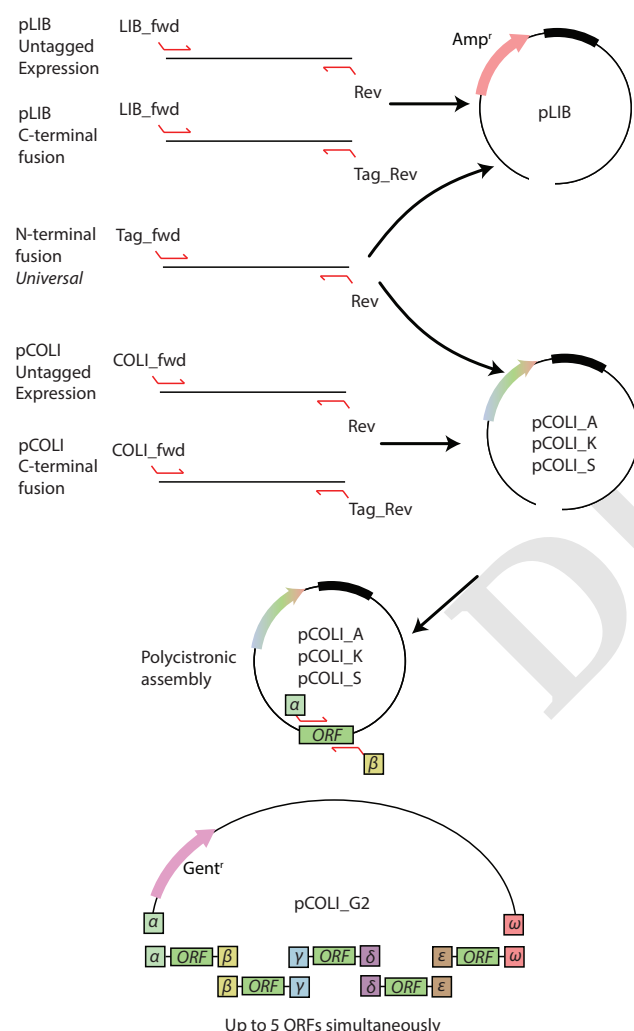 pLIB
Untagged
Expression
LIB_fwd
Rev
Ampʳ
pLIB
pLIB
C-terminal
fusion
LIB_fwd
Tag_Rev
N-terminal
fusion
Universal
Tag_fwd
Rev
pCOLI
Untagged
Expression
COLI_fwd
Rev
pCOLI_A
pCOLI_K
pCOLI_S
pCOLI
C-terminal
fusion
COLI_fwd
Tag_Rev
Polycistronic
assembly
pCOLI_A
pCOLI_K
pCOLI_S
α
ORF
β
Gentʳ
pCOLI_G2
α
ω
α ORF β
γ ORF δ
ε ORF ω
β ORF γ
δ ORF ε
Up to 5 ORFs simultaneously